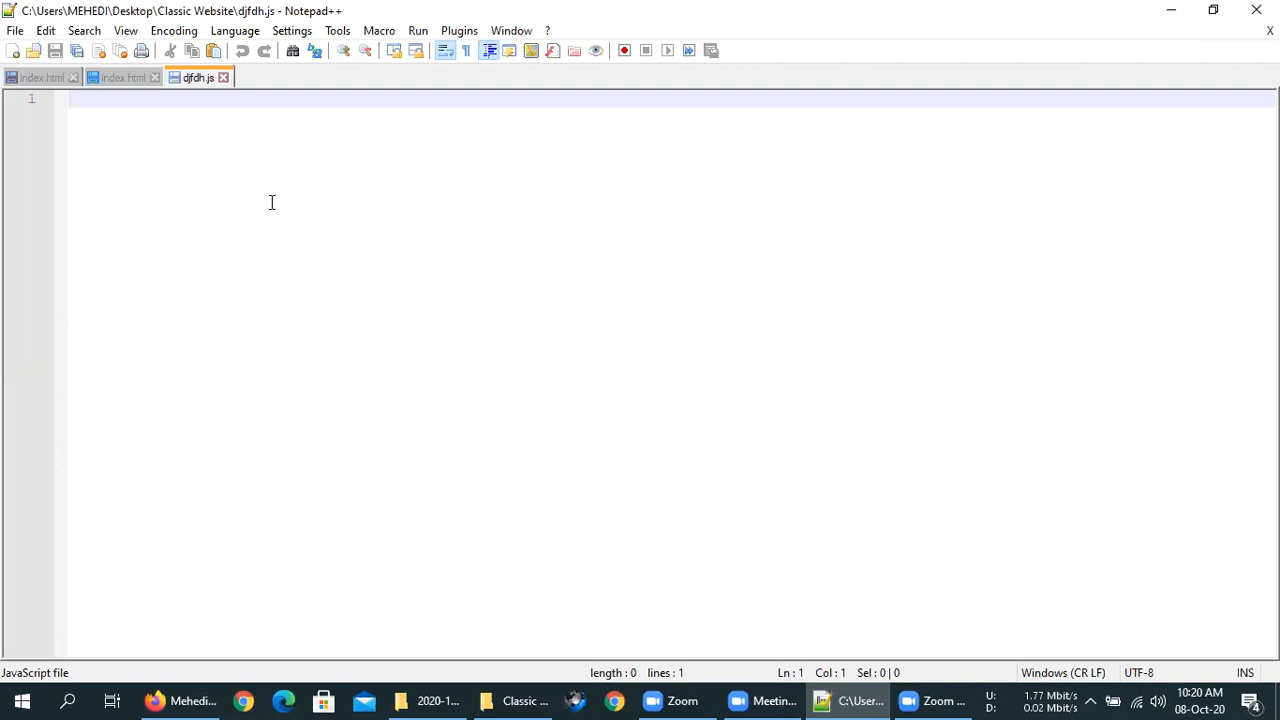 C:\Users\MEHEDI\Desktop\Classic Website\djfdh.js - Notepad++
File Edit Search View Encoding Language Settings Tools Macro Run Plugins Window ? X
index.html index.html djfdh.js
1
JavaScript file length : 0 lines : 1 Ln : 1 Col : 1 Sel : 0 | 0 Windows (CR LF) UTF-8 INS
Mehedi... 2020-1... Classic ... Zoom Meetin... C:\User... Zoom ... U: 1.77 Mbit/s 10:20 AM
D: 0.02 Mbit/s 08-Oct-20 4